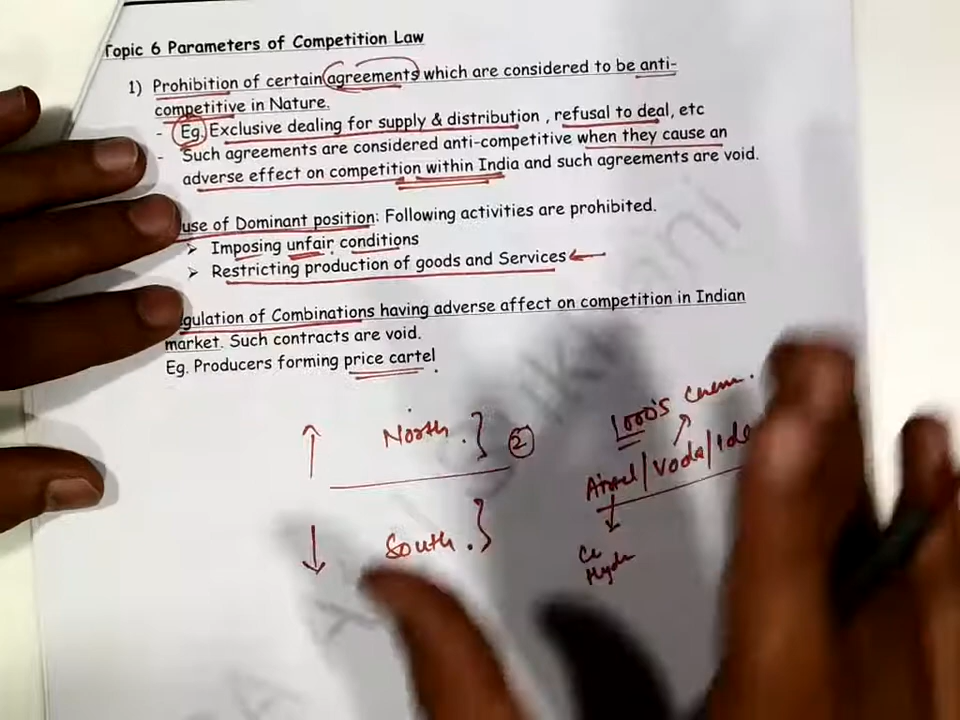 Topic 6 Parameters of Competition Law
1) Prohibition of certain agreements which are considered to be anti-
competitive in Nature.
- Eg. Exclusive dealing for supply & distribution , refusal to deal, etc
- Such agreements are considered anti-competitive when they cause an
adverse effect on competition within India and such agreements are void.
use of Dominant position: Following activities are prohibited.
➢ Imposing unfair conditions
➢ Restricting production of goods and Services
gulation of Combinations having adverse affect on competition in Indian
market. Such contracts are void.
Eg. Producers forming price cartel.
North. 2
South.
1000's
Airtel/Voda/Ide
Hyde